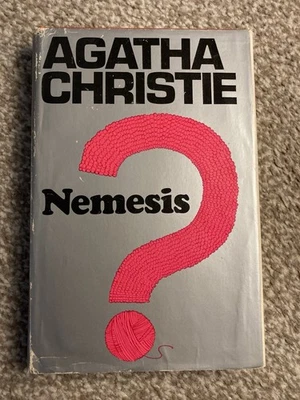 AGATHA
CHRISTIE
Nemesis
?